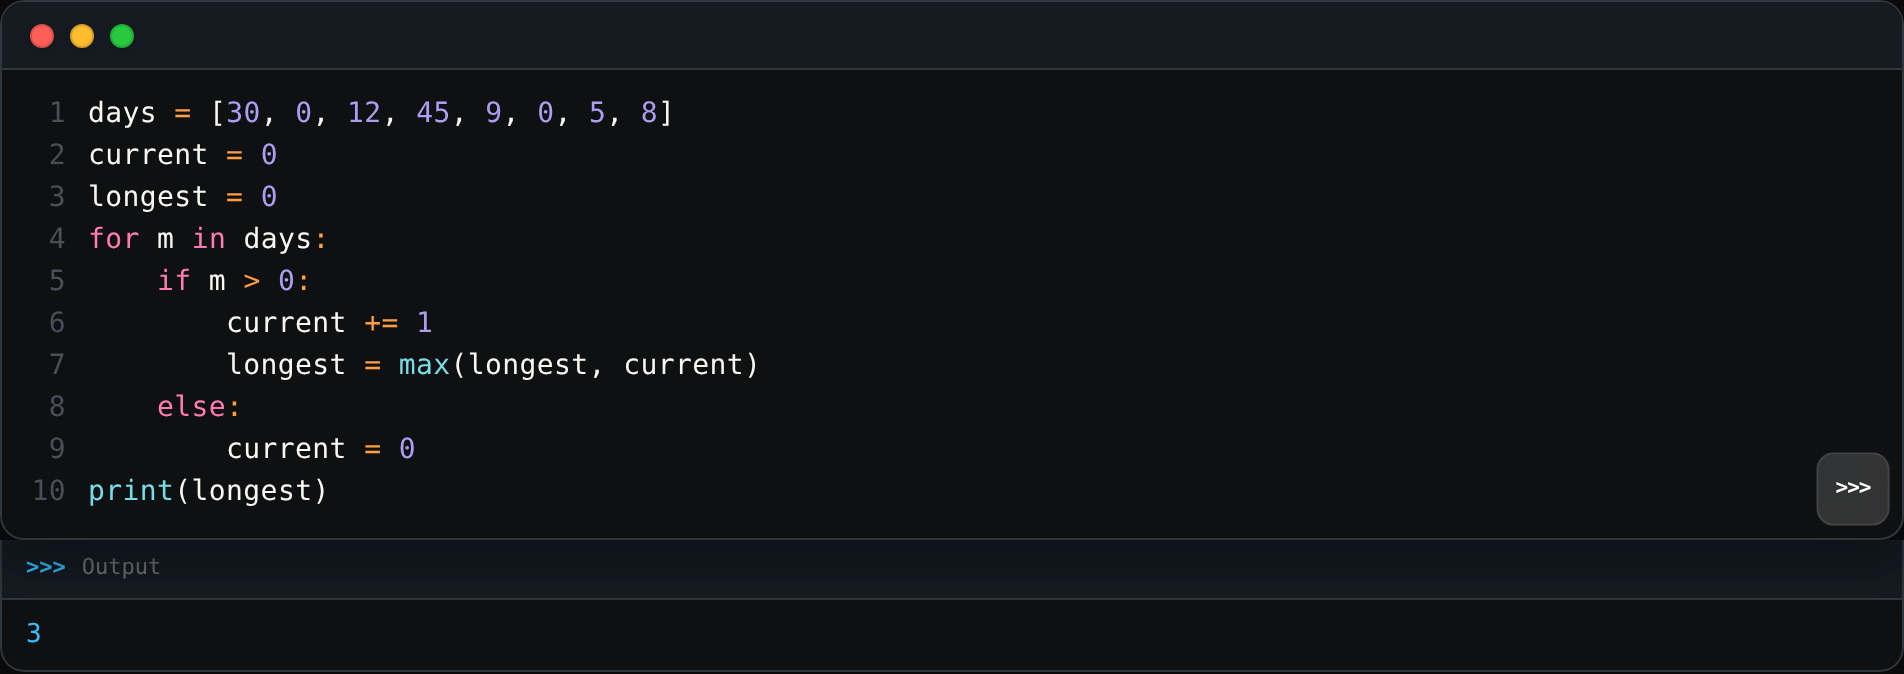 1 days = [30, 0, 12, 45, 9, 0, 5, 8]
2 current = 0
3 longest = 0
4 for m in days:
5     if m > 0:
6         current += 1
7         longest = max(longest, current)
8     else:
9         current = 0
10 print(longest)
>>>
>>> Output
3